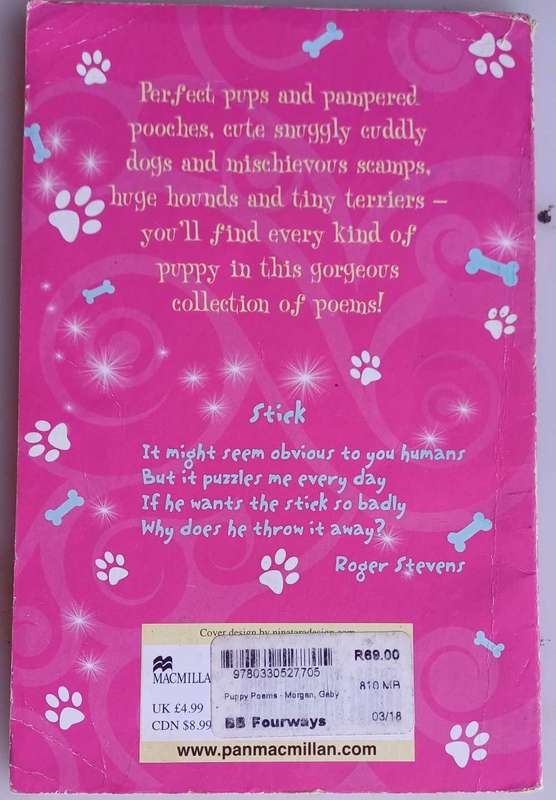 Perfect pups and pampered
pooches, cute snuggly cuddly
dogs and mischievous scamps,
huge hounds and tiny terriers –
you'll find every kind of
puppy in this gorgeous
collection of poems!
Stick
It might seem obvious to you humans
But it puzzles me every day
If he wants the stick so badly
Why does he throw it away?
Roger Stevens
Cover design by ninataradesign.com
MACMILLA
9780330527705
R69.00
Puppy Poems - Morgan, Gaby
810 MR
UK £4.99
CDN $8.99
BB Fourways
03/18
www.panmacmillan.com